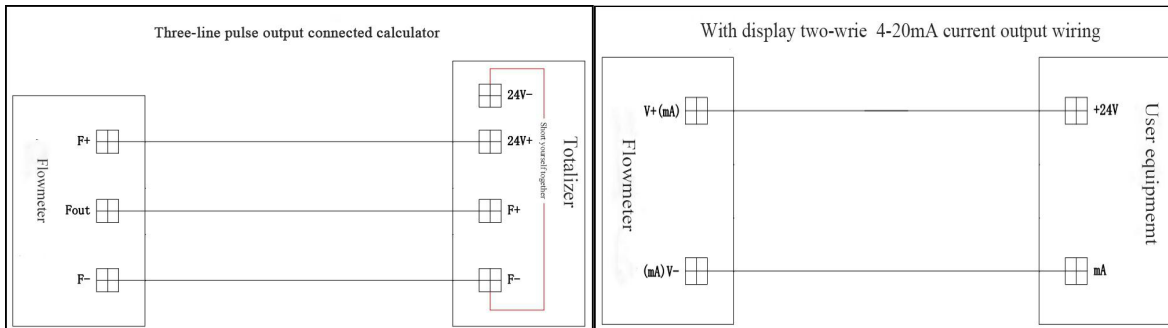 Three-line pulse output connected calculator
24V-
F+
24V+
Short yourself together
Flowmeter
Totalizer
Fout
F+
F-
F-
With display two-wrie 4-20mA current output wiring
V+(mA)
+24V
Flowmeter
User equipmemt
(mA)V-
mA